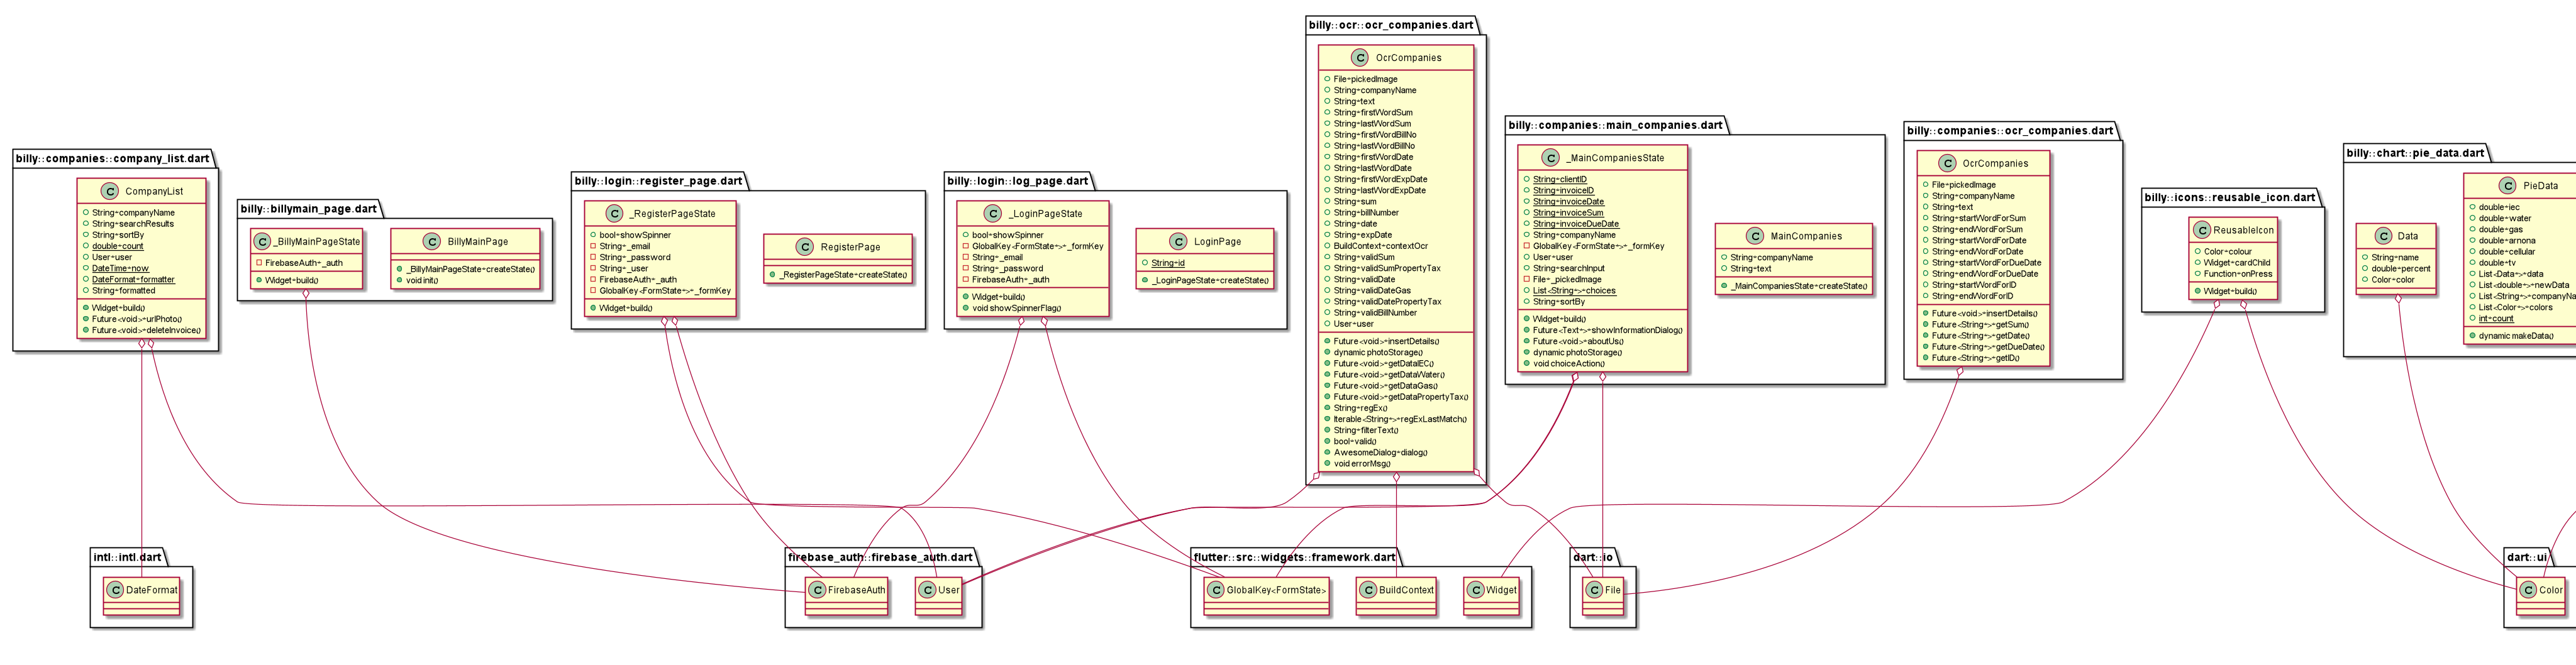 billy::companies::company_list.dart
CompanyList
String→companyName
String→searchResults
String→sortBy
double→count
User→user
DateTime→now
DateFormat→formatter
String→formatted
Widget→build()
Future<void>→urlPhoto()
Future<void>→deleteInvoice()
billy::billymain_page.dart
_BillyMainPageState
FirebaseAuth→_auth
Widget→build()
BillyMainPage
_BillyMainPageState→createState()
void init()
billy::login::register_page.dart
_RegisterPageState
bool→showSpinner
String→_email
String→_password
String→_user
FirebaseAuth→_auth
GlobalKey<FormState→>→_formKey
Widget→build()
RegisterPage
_RegisterPageState→createState()
billy::login::log_page.dart
_LoginPageState
bool→showSpinner
GlobalKey<FormState→>→_formKey
String→_email
String→_password
FirebaseAuth→_auth
Widget→build()
void showSpinnerFlag()
LoginPage
String→id
_LoginPageState→createState()
billy::ocr::ocr_companies.dart
OcrCompanies
File→pickedImage
String→companyName
String→text
String→firstWordSum
String→lastWordSum
String→firstWordBillNo
String→lastWordBillNo
String→firstWordDate
String→lastWordDate
String→firstWordExpDate
String→lastWordExpDate
String→sum
String→billNumber
String→date
String→expDate
BuildContext→contextOcr
String→validSum
String→validSumPropertyTax
String→validDate
String→validDateGas
String→validDatePropertyTax
String→validBillNumber
User→user
Future<void>→insertDetails()
dynamic photoStorage()
Future<void>→getDataIEC()
Future<void>→getDataWater()
Future<void>→getDataGas()
Future<void>→getDataPropertyTax()
String→regEx()
Iterable<String→>→regExLastMatch()
String→filterText()
bool→valid()
AwesomeDialog→dialog()
void errorMsg()
billy::companies::main_companies.dart
_MainCompaniesState
String→clientID
String→invoiceID
String→invoiceDate
String→invoiceSum
String→invoiceDueDate
String→companyName
GlobalKey<FormState→>→_formKey
User→user
String→searchInput
File→_pickedImage
List<String→>→choices
String→sortBy
Widget→build()
Future<Text→>→showInformationDialog()
Future<void>→aboutUs()
dynamic photoStorage()
void choiceAction()
MainCompanies
String→companyName
String→text
_MainCompaniesState→createState()
billy::companies::ocr_companies.dart
OcrCompanies
File→pickedImage
String→companyName
String→text
String→startWordForSum
String→endWordForSum
String→startWordForDate
String→endWordForDate
String→startWordForDueDate
String→endWordForDueDate
String→startWordForID
String→endWordForID
Future<void>→insertDetails()
Future<String→>→getSum()
Future<String→>→getDate()
Future<String→>→getDueDate()
Future<String→>→getID()
billy::icons::reusable_icon.dart
ReusableIcon
Color→colour
Widget→cardChild
Function→onPress
Widget→build()
billy::chart::pie_data.dart
Data
String→name
double→percent
Color→color
PieData
double→iec
double→water
double→gas
double→arnona
double→cellular
double→tv
List<Data→>→data
List<double→>→newData
List<String→>→companyNa
List<Color→>→colors
int→count
dynamic makeData()
intl::intl.dart
DateFormat
firebase_auth::firebase_auth.dart
FirebaseAuth
User
flutter::src::widgets::framework.dart
GlobalKey<FormState>
BuildContext
Widget
dart::io
File
dart::ui
Color